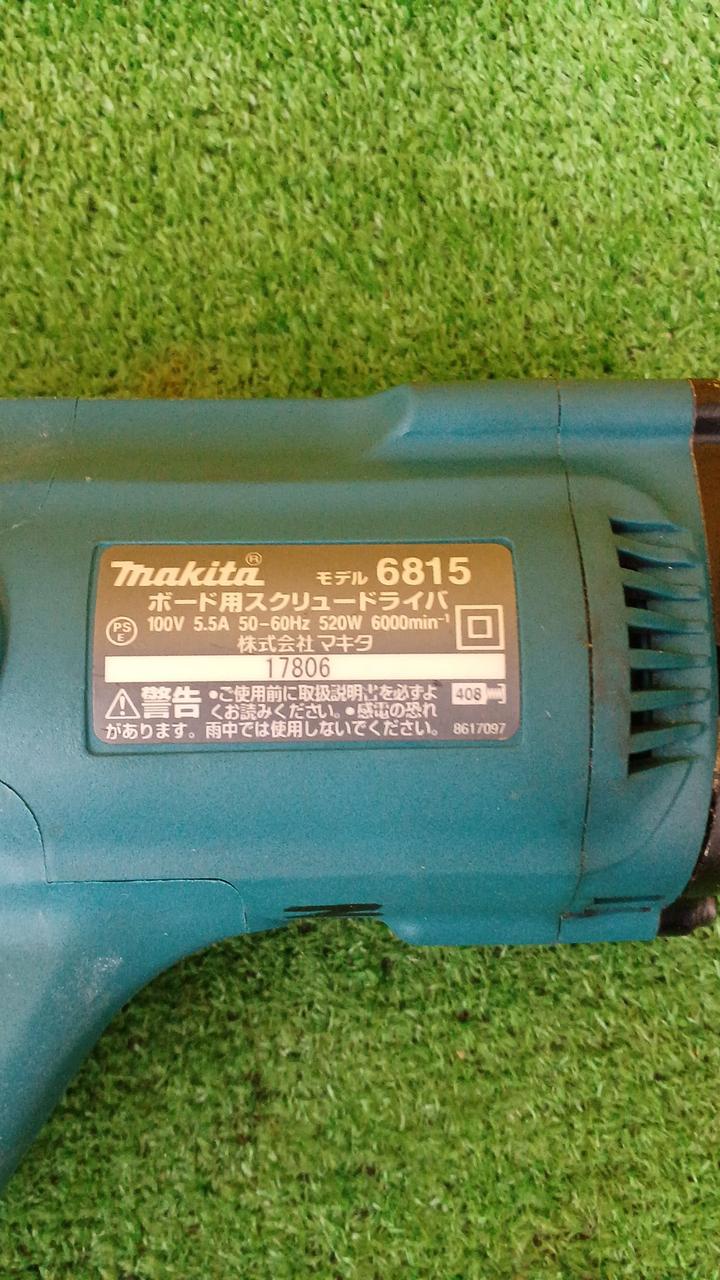 makita® モデル 6815
ボード用スクリュードライバ
PS E 100V 5.5A 50-60Hz 520W 6000min⁻¹
株式会社 マキタ
17806
⚠警告 •ご使用前に取扱説明書を必ずよ 408
くお読みください。•感電の恐れ
があります。雨中では使用しないでください。 8617097